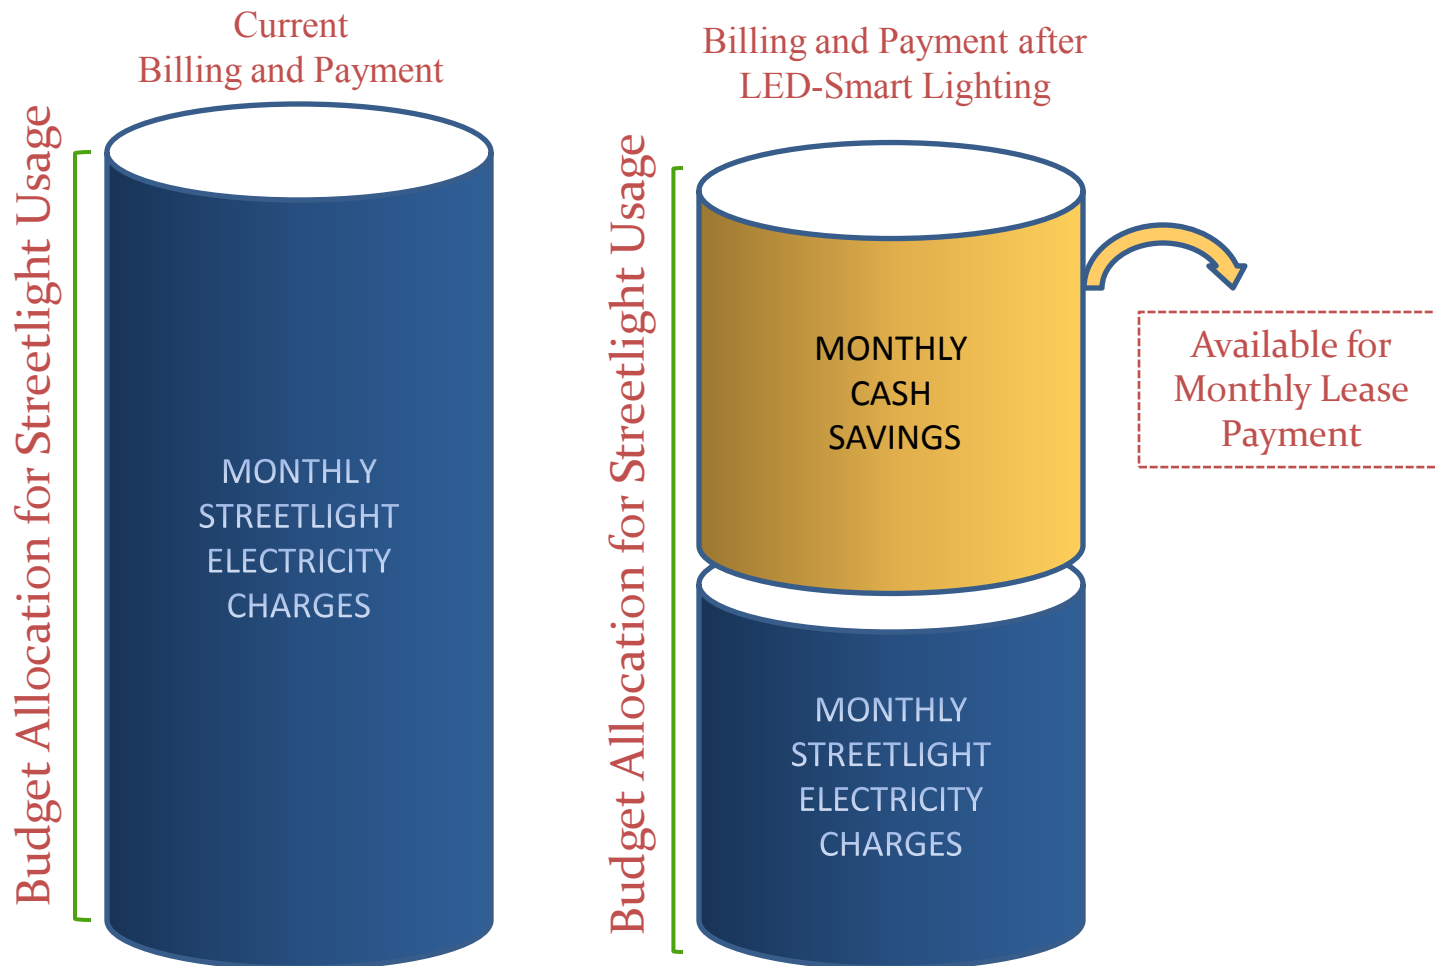 Current
Billing and Payment
Budget Allocation for Streetlight Usage
MONTHLY
STREETLIGHT
ELECTRICITY
CHARGES
Billing and Payment after
LED-Smart Lighting
Budget Allocation for Streetlight Usage
MONTHLY
CASH
SAVINGS
Available for
Monthly Lease
Payment
MONTHLY
STREETLIGHT
ELECTRICITY
CHARGES